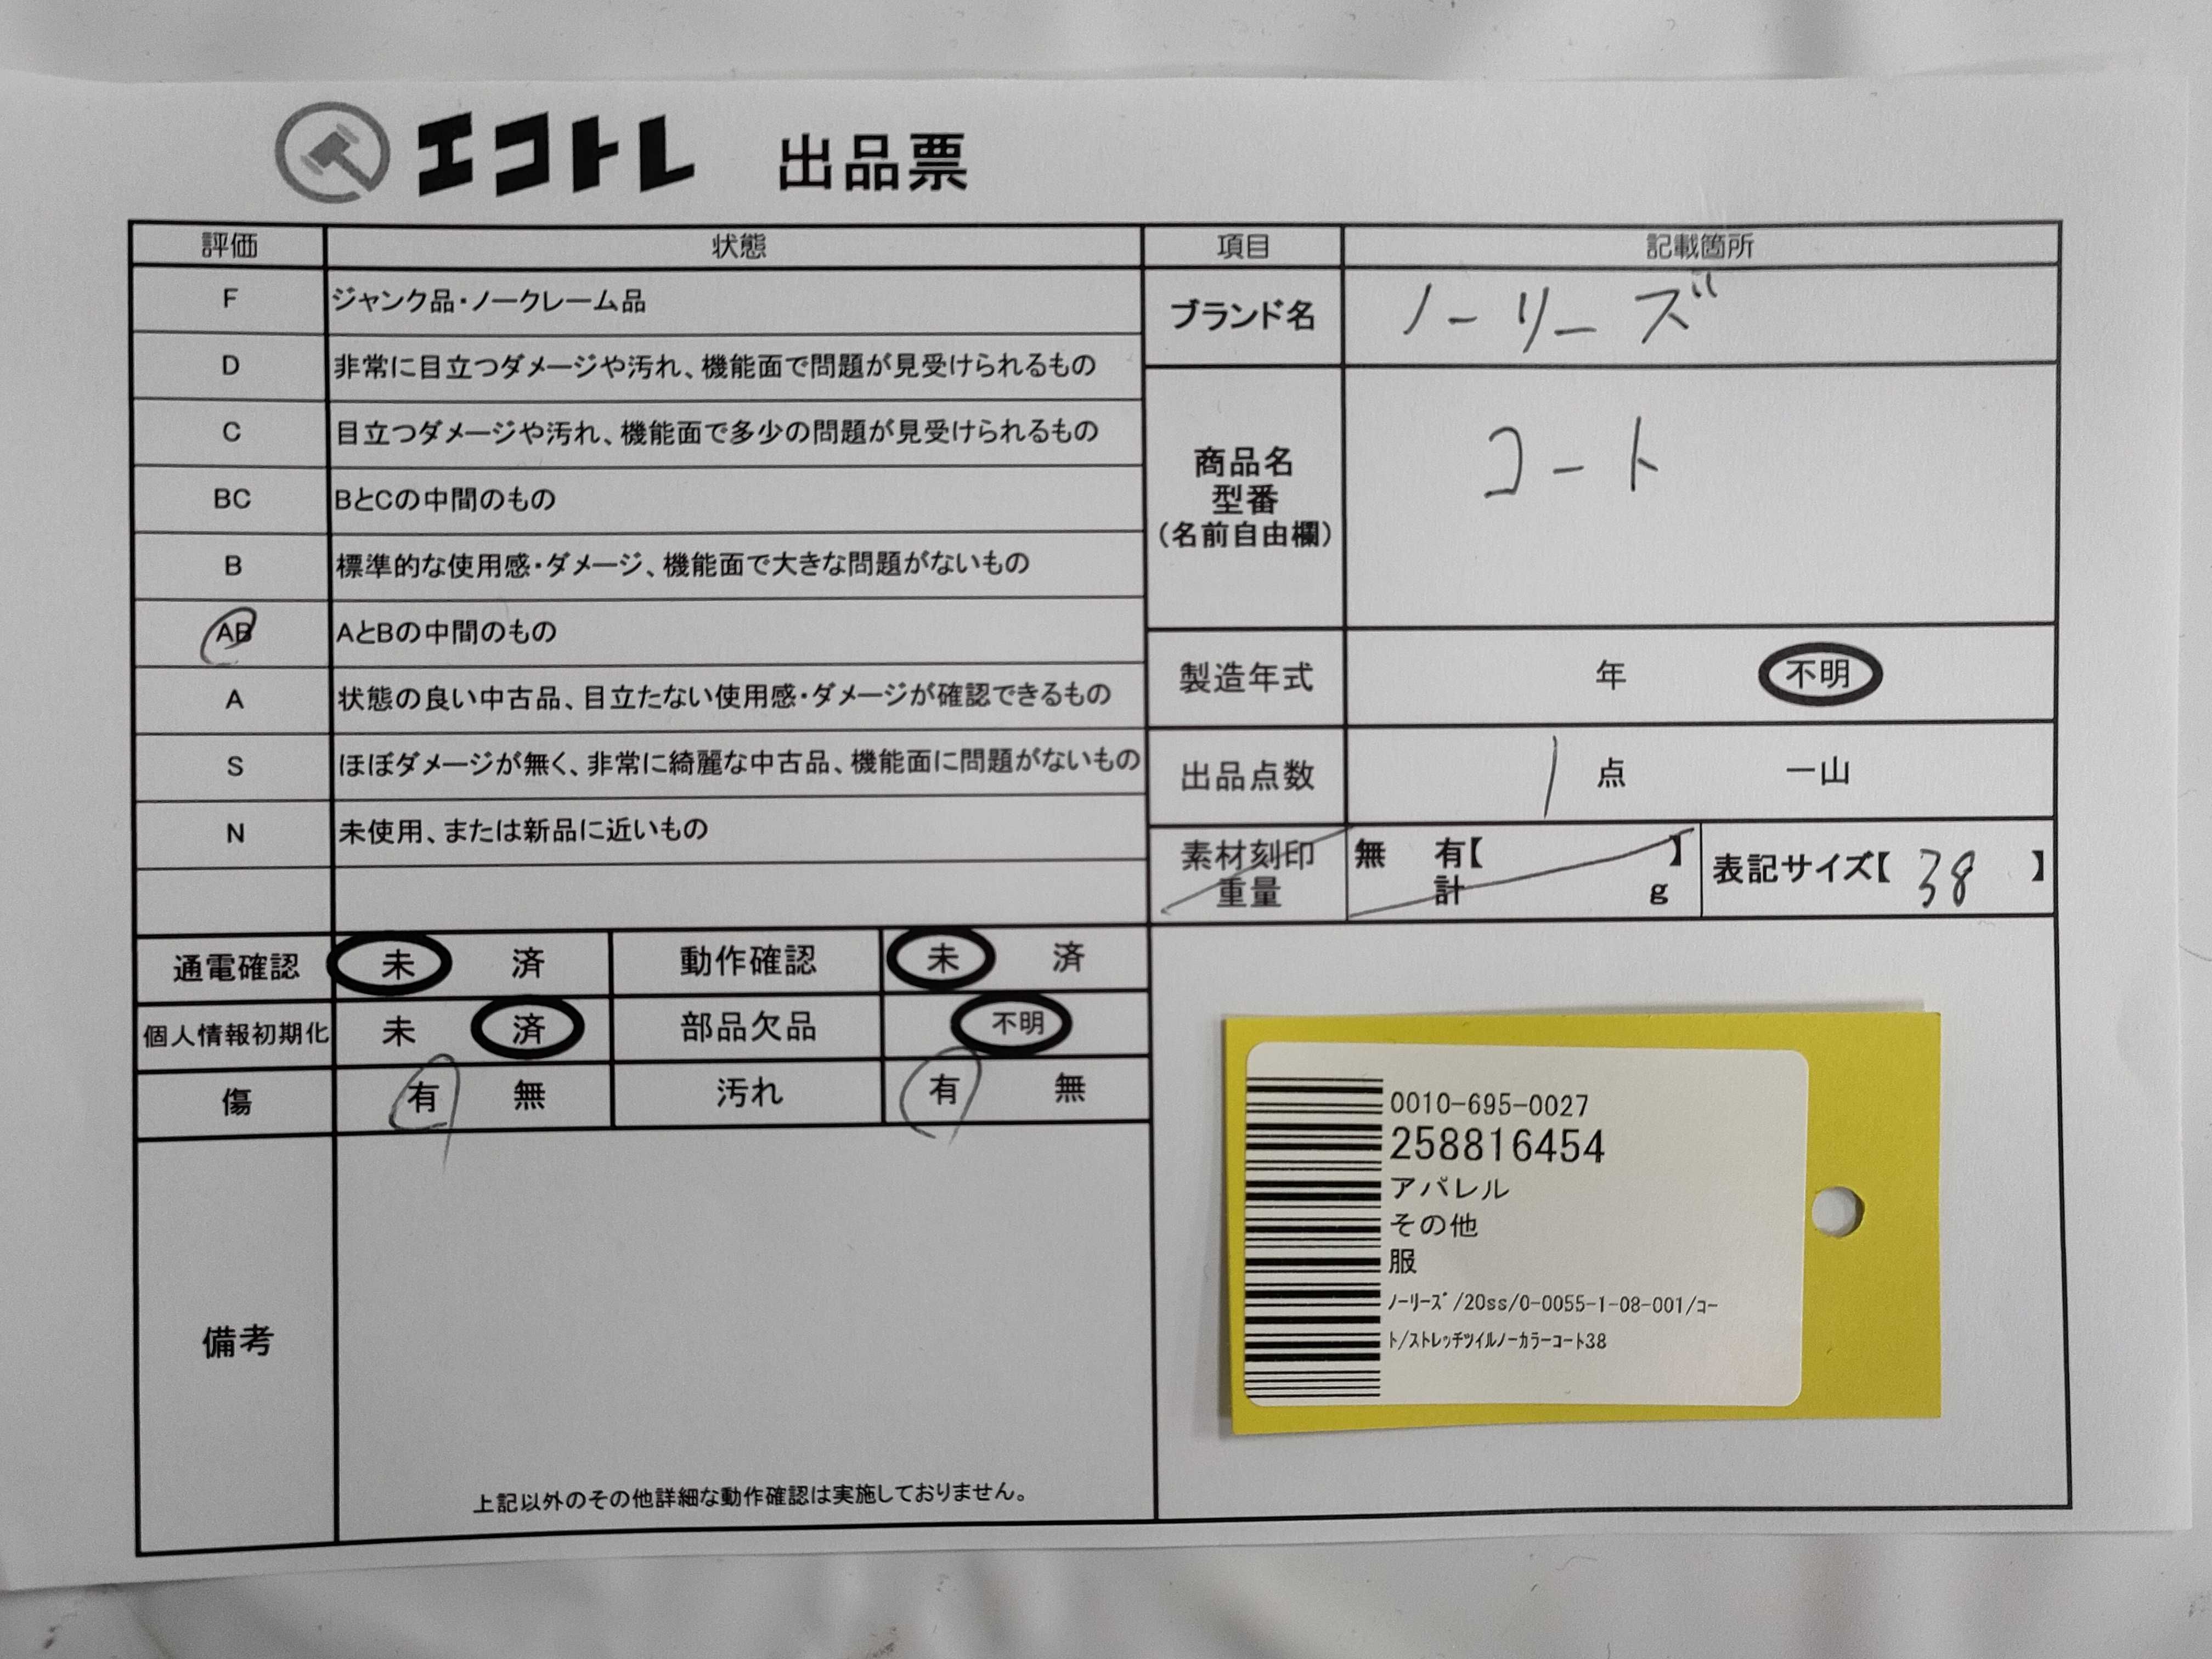 エコトレ 出品票
評価 状態 項目 記載箇所
F ジャンク品・ノークレーム品
D 非常に目立つダメージや汚れ、機能面で問題が見受けられるもの
C 目立つダメージや汚れ、機能面で多少の問題が見受けられるもの
BC BとCの中間のもの
B 標準的な使用感・ダメージ、機能面で大きな問題がないもの
AB AとBの中間のもの
A 状態の良い中古品、目立たない使用感・ダメージが確認できるもの
S ほぼダメージが無く、非常に綺麗な中古品、機能面に問題がないもの
N 未使用、または新品に近いもの
ブランド名 ノーリーズ
商品名
型番
(名前自由欄)
コート
製造年式 年 不明
出品点数 1 点 一山
素材刻印 無 有【 】
重量 計 g
表記サイズ【 38 】
通電確認 未 済 動作確認 未 済
個人情報初期化 未 済 部品欠品 不明
傷 有 無 汚れ 有 無
備考
上記以外のその他詳細な動作確認は実施しておりません。
0010-695-0027
258816454
アパレル
その他
服
ﾉｰﾘｰｽﾞ/20ss/0-0055-1-08-001/ｺｰ
ﾄ/ｽﾄﾚｯﾁﾂｲﾙﾉｰｶﾗｰｺｰﾄ38